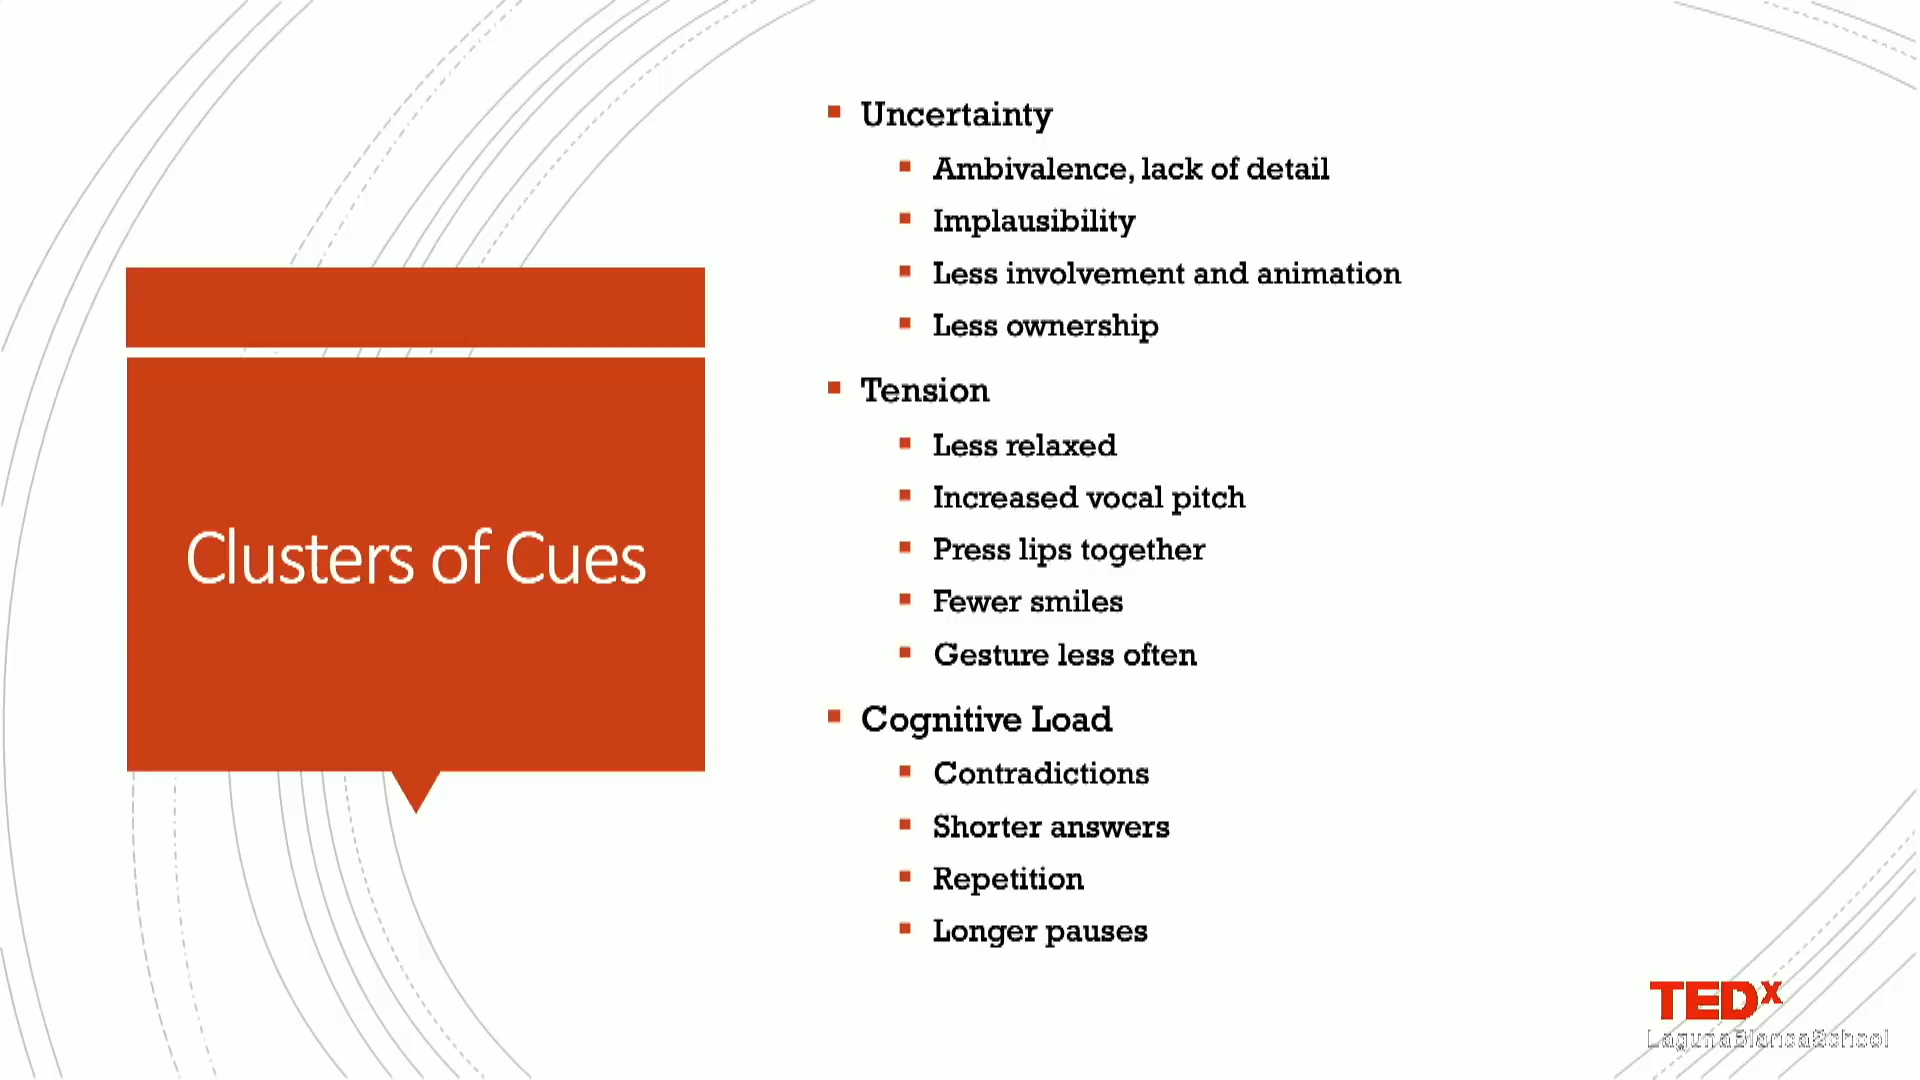 Clusters of Cues
Uncertainty
Ambivalence, lack of detail
Implausibility
Less involvement and animation
Less ownership
Tension
Less relaxed
Increased vocal pitch
Press lips together
Fewer smiles
Gesture less often
Cognitive Load
Contradictions
Shorter answers
Repetition
Longer pauses
TEDx
LagunaBlancaSchool